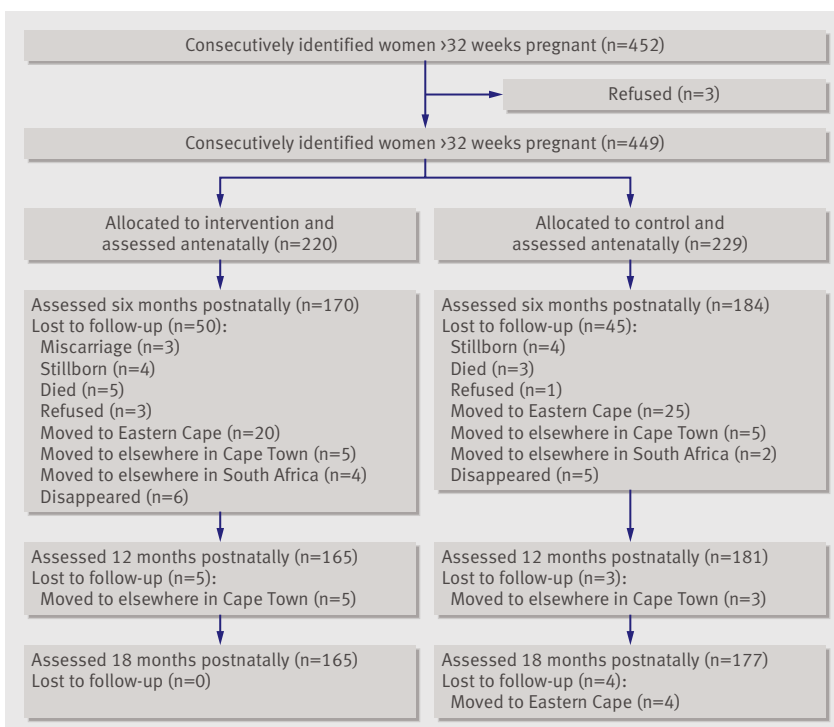 Consecutively identified women >32 weeks pregnant (n=452)
Refused (n=3)
Consecutively identified women >32 weeks pregnant (n=449)
Allocated to intervention and
assessed antenatally (n=220)
Allocated to control and
assessed antenatally (n=229)
Assessed six months postnatally (n=170)
Lost to follow-up (n=50):
Miscarriage (n=3)
Stillborn (n=4)
Died (n=5)
Refused (n=3)
Moved to Eastern Cape (n=20)
Moved to elsewhere in Cape Town (n=5)
Moved to elsewhere in South Africa (n=4)
Disappeared (n=6)
Assessed six months postnatally (n=184)
Lost to follow-up (n=45):
Stillborn (n=4)
Died (n=3)
Refused (n=1)
Moved to Eastern Cape (n=25)
Moved to elsewhere in Cape Town (n=5)
Moved to elsewhere in South Africa (n=2)
Disappeared (n=5)
Assessed 12 months postnatally (n=165)
Lost to follow-up (n=5):
Moved to elsewhere in Cape Town (n=5)
Assessed 12 months postnatally (n=181)
Lost to follow-up (n=3):
Moved to elsewhere in Cape Town (n=3)
Assessed 18 months postnatally (n=165)
Lost to follow-up (n=0)
Assessed 18 months postnatally (n=177)
Lost to follow-up (n=4):
Moved to Eastern Cape (n=4)